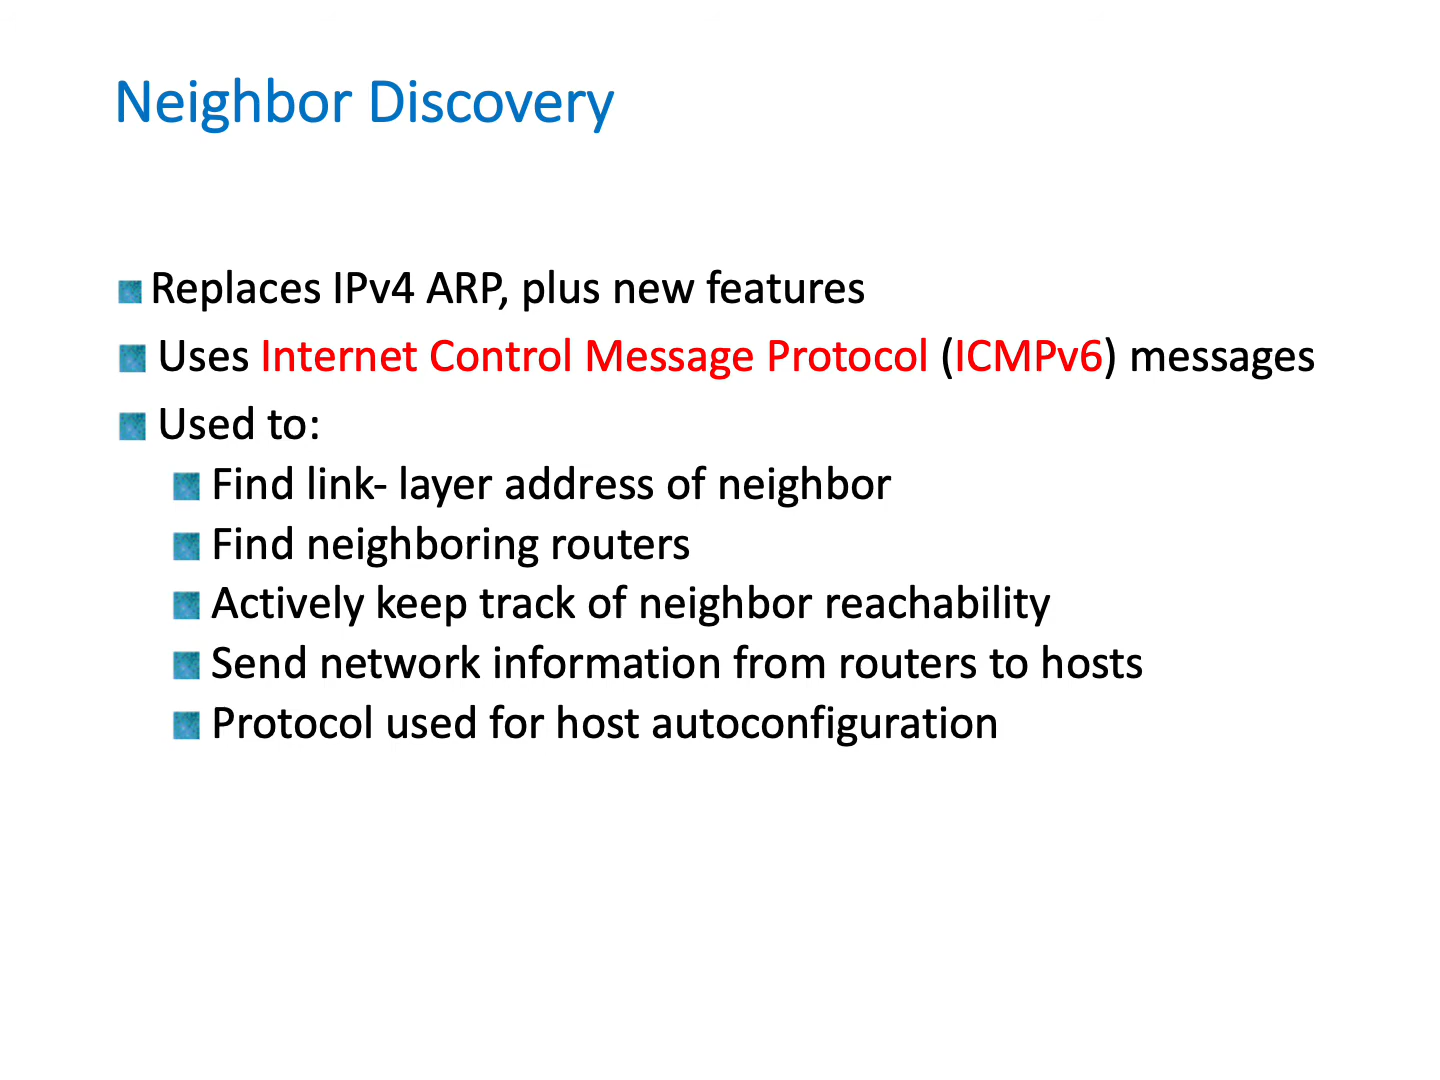 Neighbor Discovery
Replaces IPv4 ARP, plus new features
Uses Internet Control Message Protocol (ICMPv6) messages
Used to:
Find link- layer address of neighbor
Find neighboring routers
Actively keep track of neighbor reachability
Send network information from routers to hosts
Protocol used for host autoconfiguration